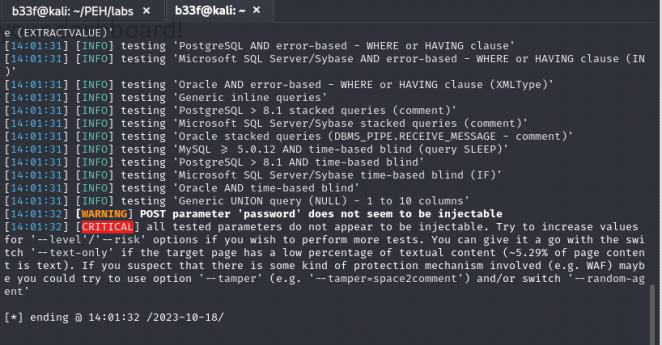 b33f@kali: ~/PEH/labs ×
b33f@kali: ~ ×
e (EXTRACTVALUE)'
[14:01:31] [INFO] testing 'PostgreSQL AND error-based - WHERE or HAVING clause'
[14:01:31] [INFO] testing 'Microsoft SQL Server/Sybase AND error-based - WHERE or HAVING clause (IN
)'
[14:01:31] [INFO] testing 'Oracle AND error-based - WHERE or HAVING clause (XMLType)'
[14:01:31] [INFO] testing 'Generic inline queries'
[14:01:31] [INFO] testing 'PostgreSQL > 8.1 stacked queries (comment)'
[14:01:31] [INFO] testing 'Microsoft SQL Server/Sybase stacked queries (comment)'
[14:01:31] [INFO] testing 'Oracle stacked queries (DBMS_PIPE.RECEIVE_MESSAGE - comment)'
[14:01:31] [INFO] testing 'MySQL ≥ 5.0.12 AND time-based blind (query SLEEP)'
[14:01:31] [INFO] testing 'PostgreSQL > 8.1 AND time-based blind'
[14:01:31] [INFO] testing 'Microsoft SQL Server/Sybase time-based blind (IF)'
[14:01:31] [INFO] testing 'Oracle AND time-based blind'
[14:01:31] [INFO] testing 'Generic UNION query (NULL) - 1 to 10 columns'
[14:01:32] [WARNING] POST parameter 'password' does not seem to be injectable
[14:01:32] [CRITICAL] all tested parameters do not appear to be injectable. Try to increase values
for '--level'/'--risk' options if you wish to perform more tests. You can give it a go with the swi
tch '--text-only' if the target page has a low percentage of textual content (~5.29% of page conten
t is text). If you suspect that there is some kind of protection mechanism involved (e.g. WAF) mayb
e you could try to use option '--tamper' (e.g. '--tamper=space2comment') and/or switch '--random-ag
ent'
[*] ending @ 14:01:32 /2023-10-18/